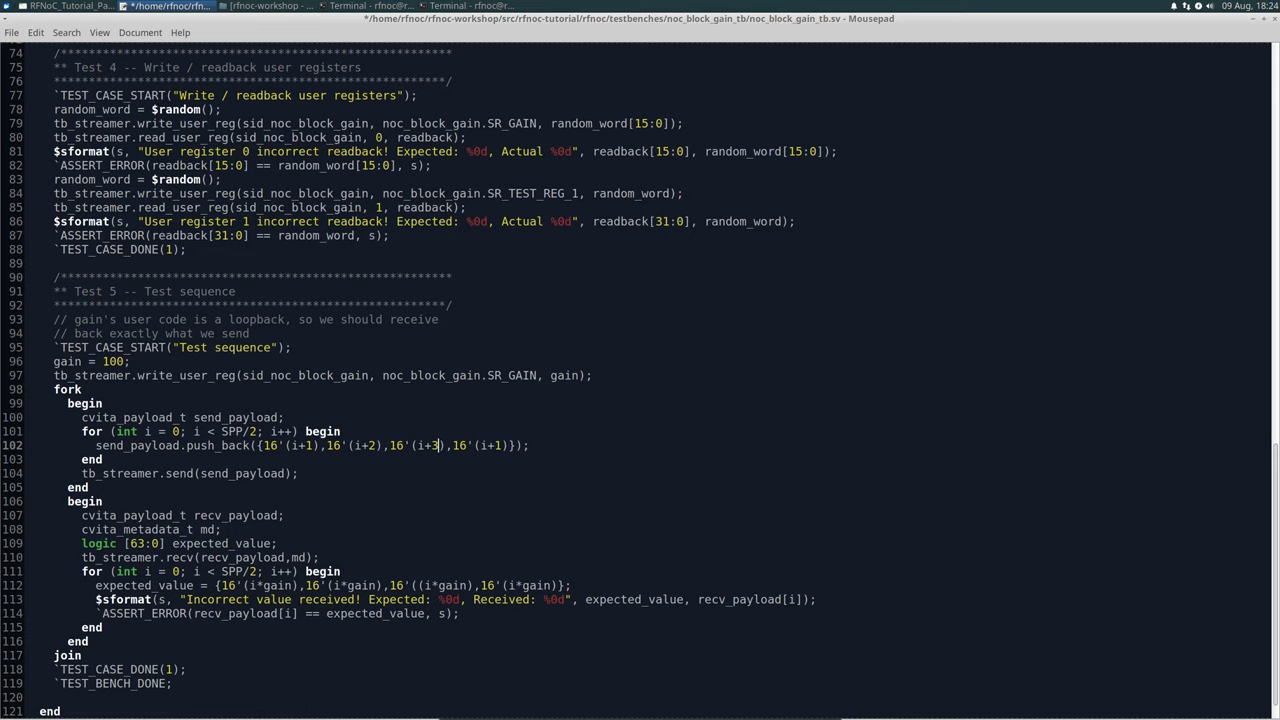 RFNoC_Tutorial_Pa... *home/rfnoc/rfn... [rfnoc-workshop - ... Terminal - rfnoc@r... Terminal - rfnoc@r... 09 Aug, 18:24
*/home/rfnoc/rfnoc-workshop/src/rfnoc-tutorial/rfnoc/testbenches/noc_block_gain_tb/noc_block_gain_tb.sv - Mousepad
File Edit Search View Document Help
74 /********************************************************
75 ** Test 4 -- Write / readback user registers
76 ********************************************************/
77 `TEST_CASE_START("Write / readback user registers");
78 random_word = $random();
79 tb_streamer.write_user_reg(sid_noc_block_gain, noc_block_gain.SR_GAIN, random_word[15:0]);
80 tb_streamer.read_user_reg(sid_noc_block_gain, 0, readback);
81 $sformat(s, "User register 0 incorrect readback! Expected: %0d, Actual %0d", readback[15:0], random_word[15:0]);
82 `ASSERT_ERROR(readback[15:0] == random_word[15:0], s);
83 random_word = $random();
84 tb_streamer.write_user_reg(sid_noc_block_gain, noc_block_gain.SR_TEST_REG_1, random_word);
85 tb_streamer.read_user_reg(sid_noc_block_gain, 1, readback);
86 $sformat(s, "User register 1 incorrect readback! Expected: %0d, Actual %0d", readback[31:0], random_word);
87 `ASSERT_ERROR(readback[31:0] == random_word, s);
88 `TEST_CASE_DONE(1);
89
90 /********************************************************
91 ** Test 5 -- Test sequence
92 ********************************************************/
93 // gain's user code is a loopback, so we should receive
94 // back exactly what we send
95 `TEST_CASE_START("Test sequence");
96 gain = 100;
97 tb_streamer.write_user_reg(sid_noc_block_gain, noc_block_gain.SR_GAIN, gain);
98 fork
99 begin
100 cvita_payload_t send_payload;
101 for (int i = 0; i < SPP/2; i++) begin
102 send_payload.push_back({16'(i+1),16'(i+2),16'(i+3),16'(i+1)});
103 end
104 tb_streamer.send(send_payload);
105 end
106 begin
107 cvita_payload_t recv_payload;
108 cvita_metadata_t md;
109 logic [63:0] expected_value;
110 tb_streamer.recv(recv_payload,md);
111 for (int i = 0; i < SPP/2; i++) begin
112 expected_value = {16'(i*gain),16'(i*gain),16'((i*gain),16'(i*gain)};
113 $sformat(s, "Incorrect value received! Expected: %0d, Received: %0d", expected_value, recv_payload[i]);
114 `ASSERT_ERROR(recv_payload[i] == expected_value, s);
115 end
116 end
117 join
118 `TEST_CASE_DONE(1);
119 `TEST_BENCH_DONE;
120
121 end